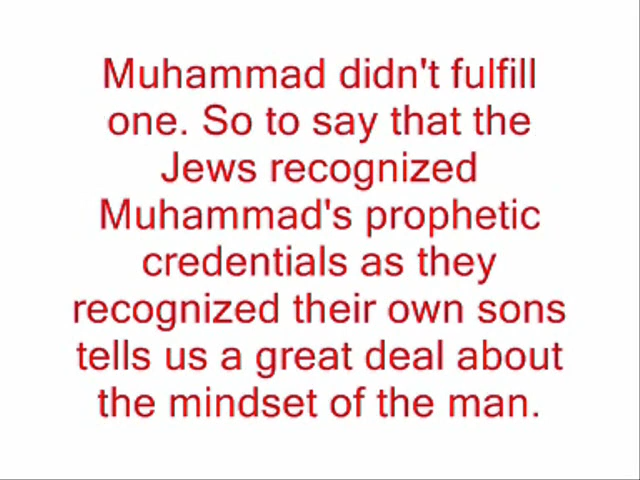 Muhammad didn't fulfill
one. So to say that the
Jews recognized
Muhammad's prophetic
credentials as they
recognized their own sons
tells us a great deal about
the mindset of the man.